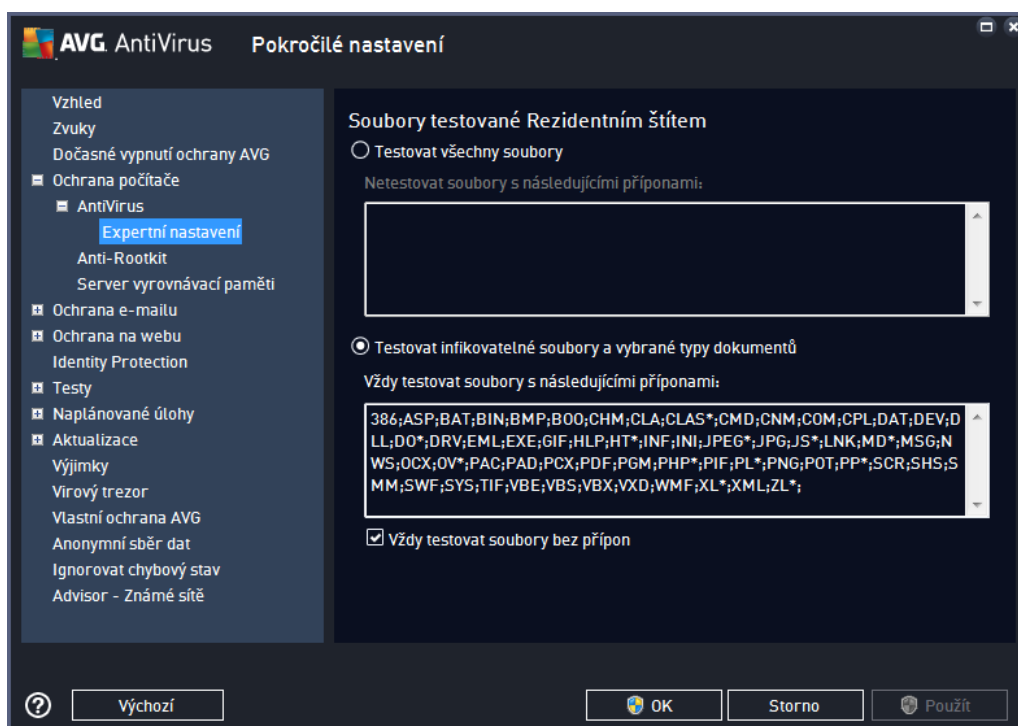 AVG. AntiVirus Pokročilé nastavení
Vzhled
Zvuky
Dočasné vypnutí ochrany AVG
Ochrana počítače
AntiVirus
Expertní nastavení
Anti-Rootkit
Server vyrovnávací paměti
Ochrana e-mailu
Ochrana na webu
Identity Protection
Testy
Naplánované úlohy
Aktualizace
Výjimky
Virový trezor
Vlastní ochrana AVG
Anonymní sběr dat
Ignorovat chybový stav
Advisor - Známé sítě
Soubory testované Rezidentním štítem
Testovat všechny soubory
Netestovat soubory s následujícími příponami:
Testovat infikovatelné soubory a vybrané typy dokumentů
Vždy testovat soubory s následujícími příponami:
386;ASP;BAT;BIN;BMP;BOO;CHM;CLA;CLAS*;CMD;CNM;COM;CPL;DAT;DEV;D
LL;DO*;DRV;EML;EXE;GIF;HLP;HT*;INF;INI;JPEG*;JPG;JS*;LNK;MD*;MSG;N
WS;OCX;OV*;PAC;PAD;PCX;PDF;PGM;PHP*;PIF;PL*;PNG;POT;PP*;SCR;SHS;S
MM;SWF;SYS;TIF;VBE;VBS;VBX;VXD;WMF;XL*;XML;ZL*;
Vždy testovat soubory bez přípon
Výchozí
OK
Storno
Použít